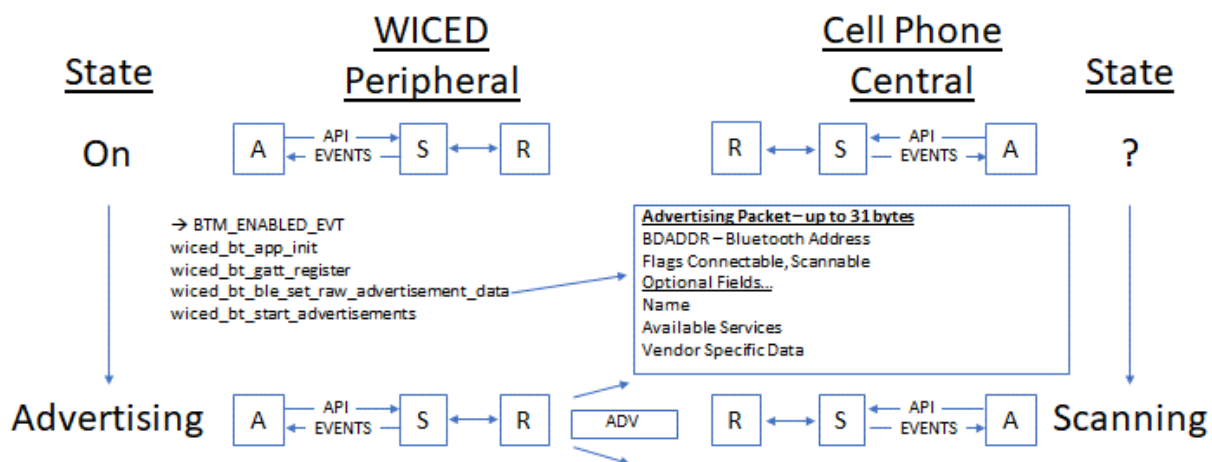 WICED
Peripheral
Cell Phone
Central
State
State
On
A
API
EVENTS
S
R
R
S
API
EVENTS
A
?
→ BTM_ENABLED_EVT
wiced_bt_app_init
wiced_bt_gatt_register
wiced_bt_ble_set_raw_advertisement_data
wiced_bt_start_advertisements
Advertising Packet – up to 31 bytes
BDADDR – Bluetooth Address
Flags Connectable, Scannable
Optional Fields...
Name
Available Services
Vendor Specific Data
Advertising
A
API
EVENTS
S
R
ADV
R
S
API
EVENTS
A
Scanning